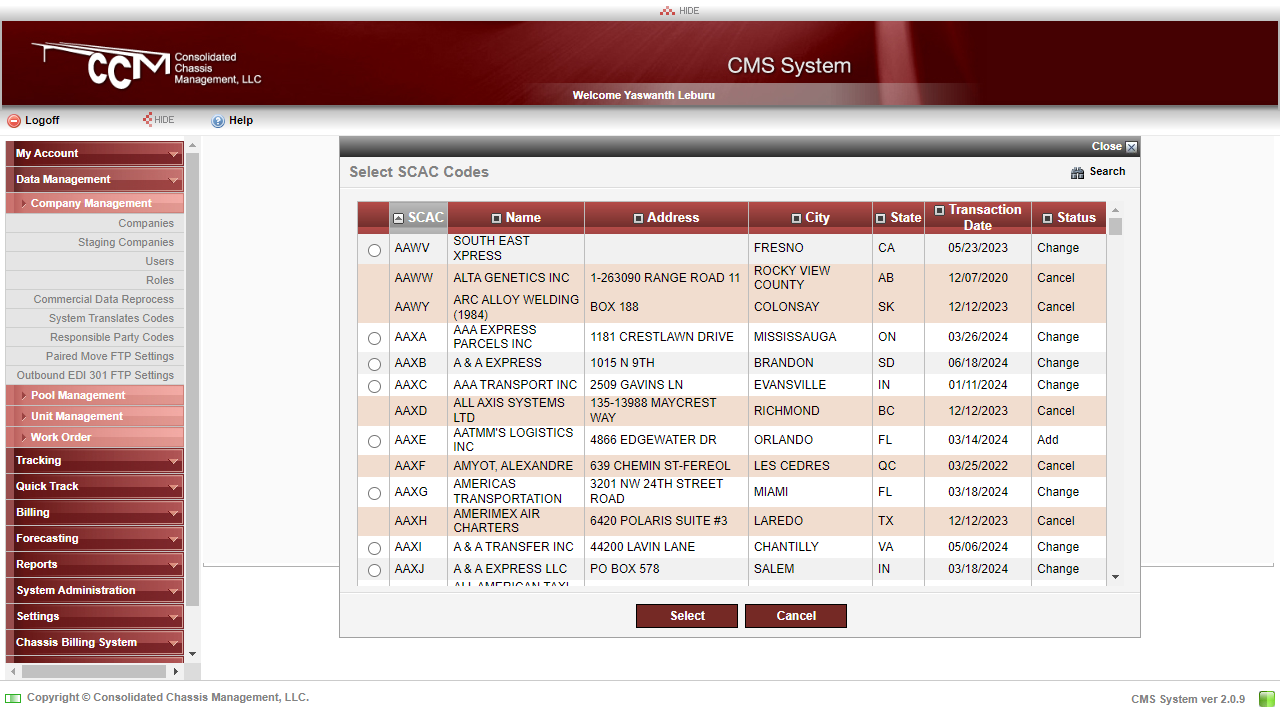 HIDE
CCM
Consolidated
Chassis
Management, LLC
CMS System
Welcome Yaswanth Leburu
Logoff
HIDE
Help
My Account
Data Management
Company Management
Companies
Staging Companies
Users
Roles
Commercial Data Reprocess
System Translates Codes
Responsible Party Codes
Paired Move FTP Settings
Outbound EDI 301 FTP Settings
Pool Management
Unit Management
Work Order
Tracking
Quick Track
Billing
Forecasting
Reports
System Administration
Settings
Chassis Billing System
Close
Select SCAC Codes
Search
SCAC Name Address City State Transaction Date Status
AAWV SOUTH EAST XPRESS FRESNO CA 05/23/2023 Change
AAWW ALTA GENETICS INC 1-263090 RANGE ROAD 11 ROCKY VIEW COUNTY AB 12/07/2020 Cancel
AAWY ARC ALLOY WELDING (1984) BOX 188 COLONSAY SK 12/12/2023 Cancel
AAXA AAA EXPRESS PARCELS INC 1181 CRESTLAWN DRIVE MISSISSAUGA ON 03/26/2024 Change
AAXB A & A EXPRESS 1015 N 9TH BRANDON SD 06/18/2024 Change
AAXC AAA TRANSPORT INC 2509 GAVINS LN EVANSVILLE IN 01/11/2024 Change
AAXD ALL AXIS SYSTEMS LTD 135-13988 MAYCREST WAY RICHMOND BC 12/12/2023 Cancel
AAXE AATMM'S LOGISTICS INC 4866 EDGEWATER DR ORLANDO FL 03/14/2024 Add
AAXF AMYOT, ALEXANDRE 639 CHEMIN ST-FEREOL LES CEDRES QC 03/25/2022 Cancel
AAXG AMERICAS TRANSPORTATION 3201 NW 24TH STREET ROAD MIAMI FL 03/18/2024 Change
AAXH AMERIMEX AIR CHARTERS 6420 POLARIS SUITE #3 LAREDO TX 12/12/2023 Cancel
AAXI A & A TRANSFER INC 44200 LAVIN LANE CHANTILLY VA 05/06/2024 Change
AAXJ A & A EXPRESS LLC PO BOX 578 SALEM IN 03/18/2024 Change
ALL AMERICAN TAXI
Select
Cancel
Copyright © Consolidated Chassis Management, LLC.
CMS System ver 2.0.9